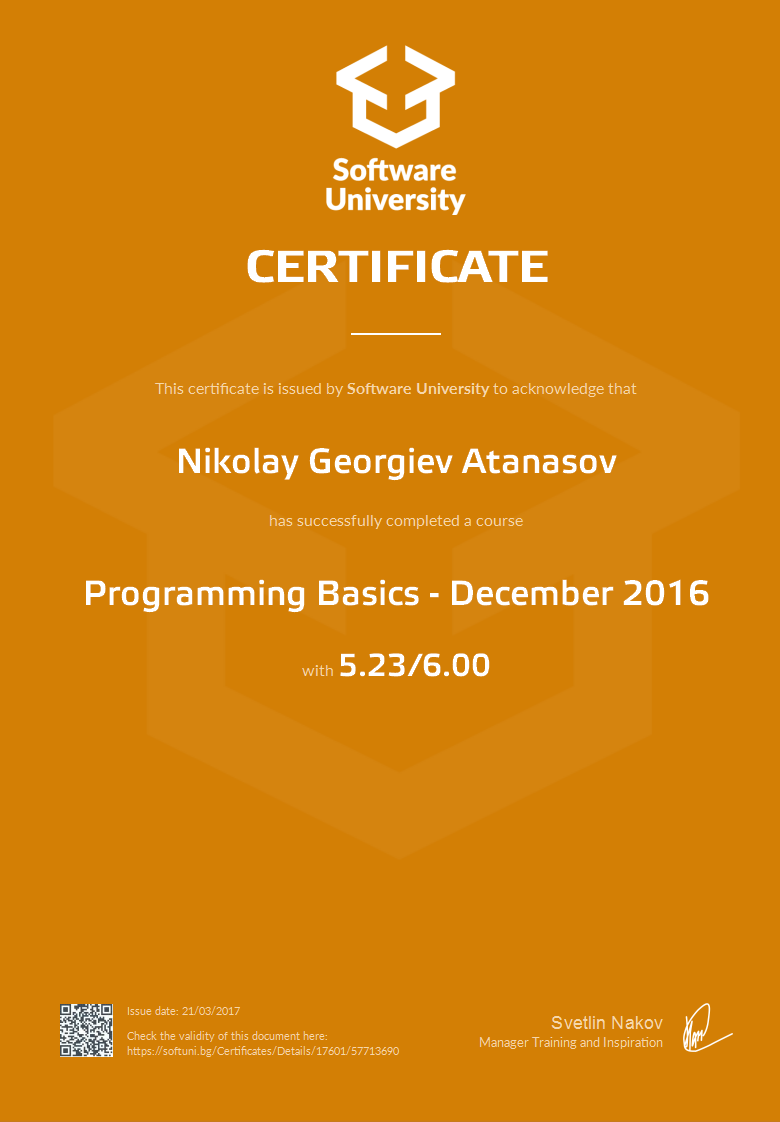 Software
University
CERTIFICATE
This certificate is issued by Software University to acknowledge that
Nikolay Georgiev Atanasov
has successfully completed a course
Programming Basics - December 2016
with 5.23/6.00
Issue date: 21/03/2017
Check the validity of this document here:
https://softuni.bg/Certificates/Details/17601/57713690
Svetlin Nakov
Manager Training and Inspiration